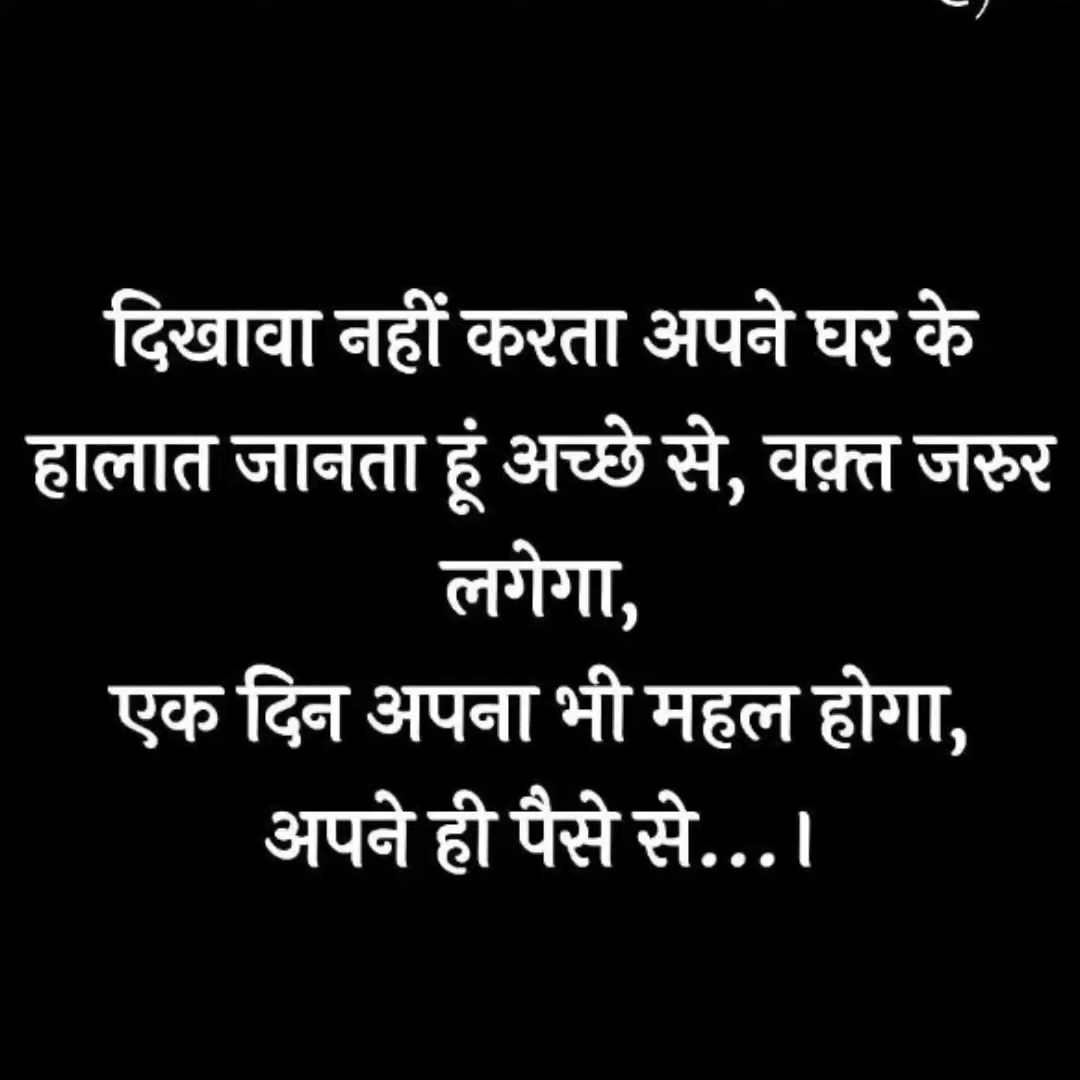 दिखावा नहीं करता अपने घर के
हालात जानता हूं अच्छे से, वक़्त जरुर
लगेगा,
एक दिन अपना भी महल होगा,
अपने ही पैसे से...।